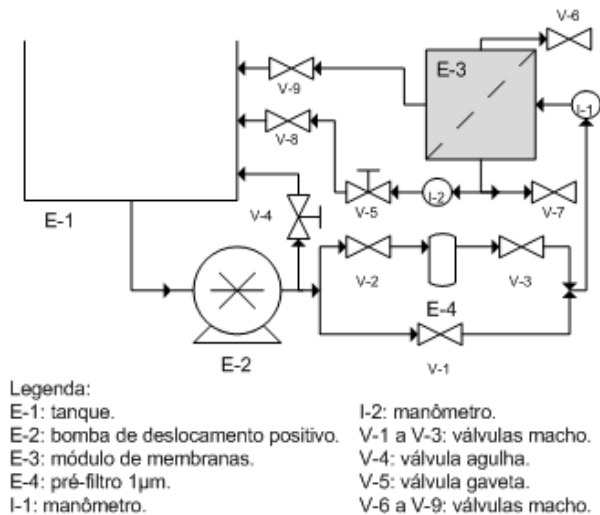 V-6
E-3
V-9
I-1
V-8
E-1
V-4
V-5
I-2
V-7
V-2
V-3
E-4
E-2
V-1
Legenda:
E-1: tanque.
E-2: bomba de deslocamento positivo.
E-3: módulo de membranas.
E-4: pré-filtro 1µm.
I-1: manômetro.
I-2: manômetro.
V-1 a V-3: válvulas macho.
V-4: válvula agulha.
V-5: válvula gaveta.
V-6 a V-9: válvulas macho.